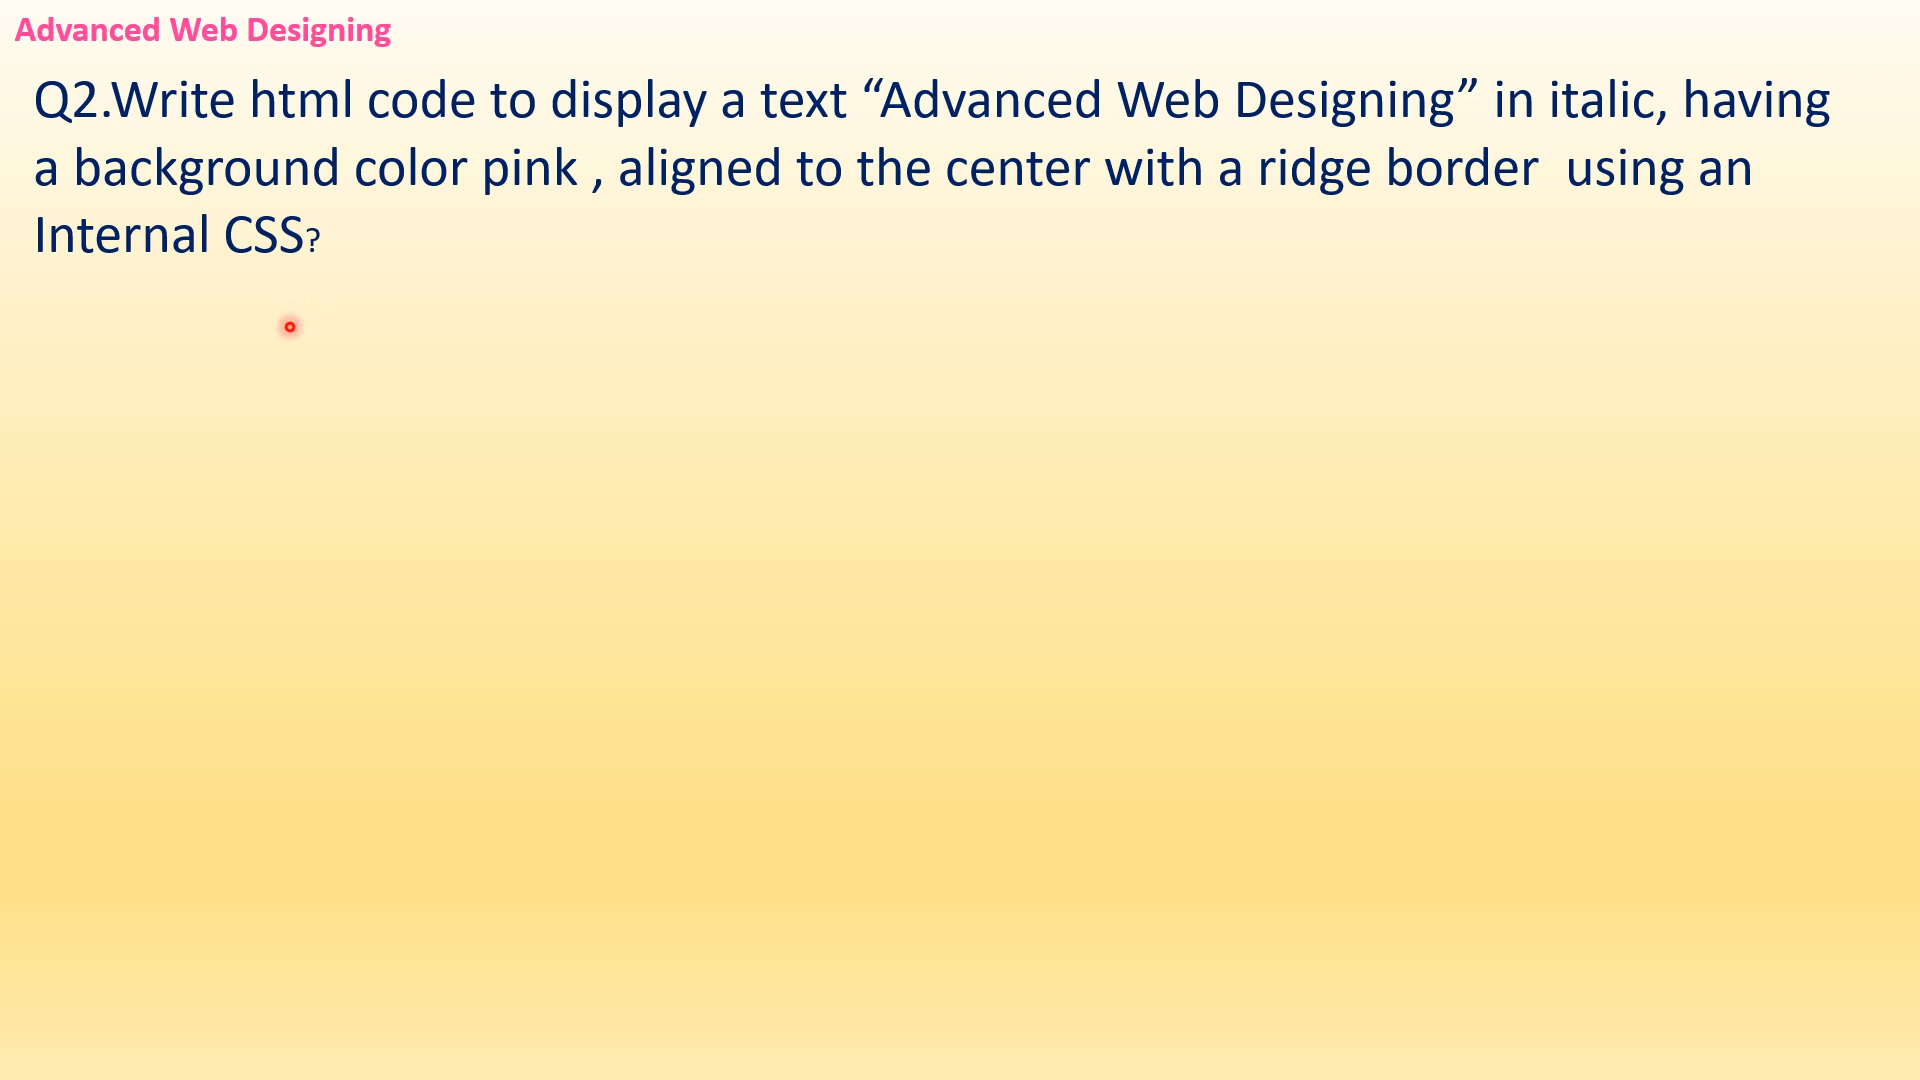 Advanced Web Designing
Q2.Write html code to display a text “Advanced Web Designing” in italic, having
a background color pink , aligned to the center with a ridge border  using an
Internal CSS?